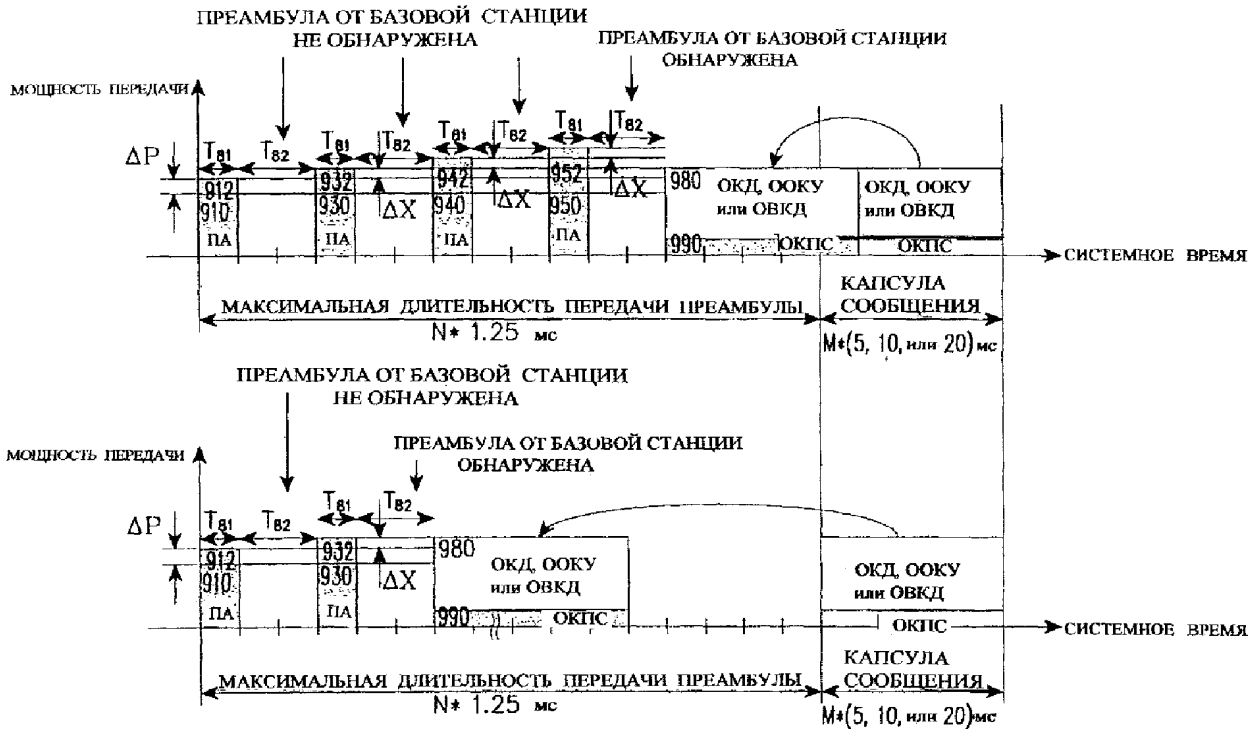 ПРЕАМБУЛА ОТ БАЗОВОЙ СТАНЦИИ
НЕ ОБНАРУЖЕНА
ПРЕАМБУЛА ОТ БАЗОВОЙ СТАНЦИИ
ОБНАРУЖЕНА
МОЩНОСТЬ ПЕРЕДАЧИ
T81 T82 T81 T82 T81 T82 T81 T82
ΔP
912 932 942 952 980 ОКД, ООКУ ОКД, ООКУ
910 930 ΔX 940 ΔX 950 ΔX или ОВКД или ОВКД
ПА ПА ПА ПА 990 ОКПС ОКПС
СИСТЕМНОЕ ВРЕМЯ
МАКСИМАЛЬНАЯ ДЛИТЕЛЬНОСТЬ ПЕРЕДАЧИ ПРЕАМБУЛЫ
N* 1.25 мс
КАПСУЛА
СООБЩЕНИЯ
M*(5, 10, или 20) мс
ПРЕАМБУЛА ОТ БАЗОВОЙ СТАНЦИИ
НЕ ОБНАРУЖЕНА
ПРЕАМБУЛА ОТ БАЗОВОЙ СТАНЦИИ
ОБНАРУЖЕНА
МОЩНОСТЬ ПЕРЕДАЧИ
T81 T82 T81 T82
ΔP
912 932 980 ОКД, ООКУ ОКД, ООКУ
910 930 ΔX или ОВКД или ОВКД
ПА ПА 990 ОКПС ОКПС
СИСТЕМНОЕ ВРЕМЯ
МАКСИМАЛЬНАЯ ДЛИТЕЛЬНОСТЬ ПЕРЕДАЧИ ПРЕАМБУЛЫ
N* 1.25 мс
КАПСУЛА
СООБЩЕНИЯ
M*(5, 10, или 20) мс